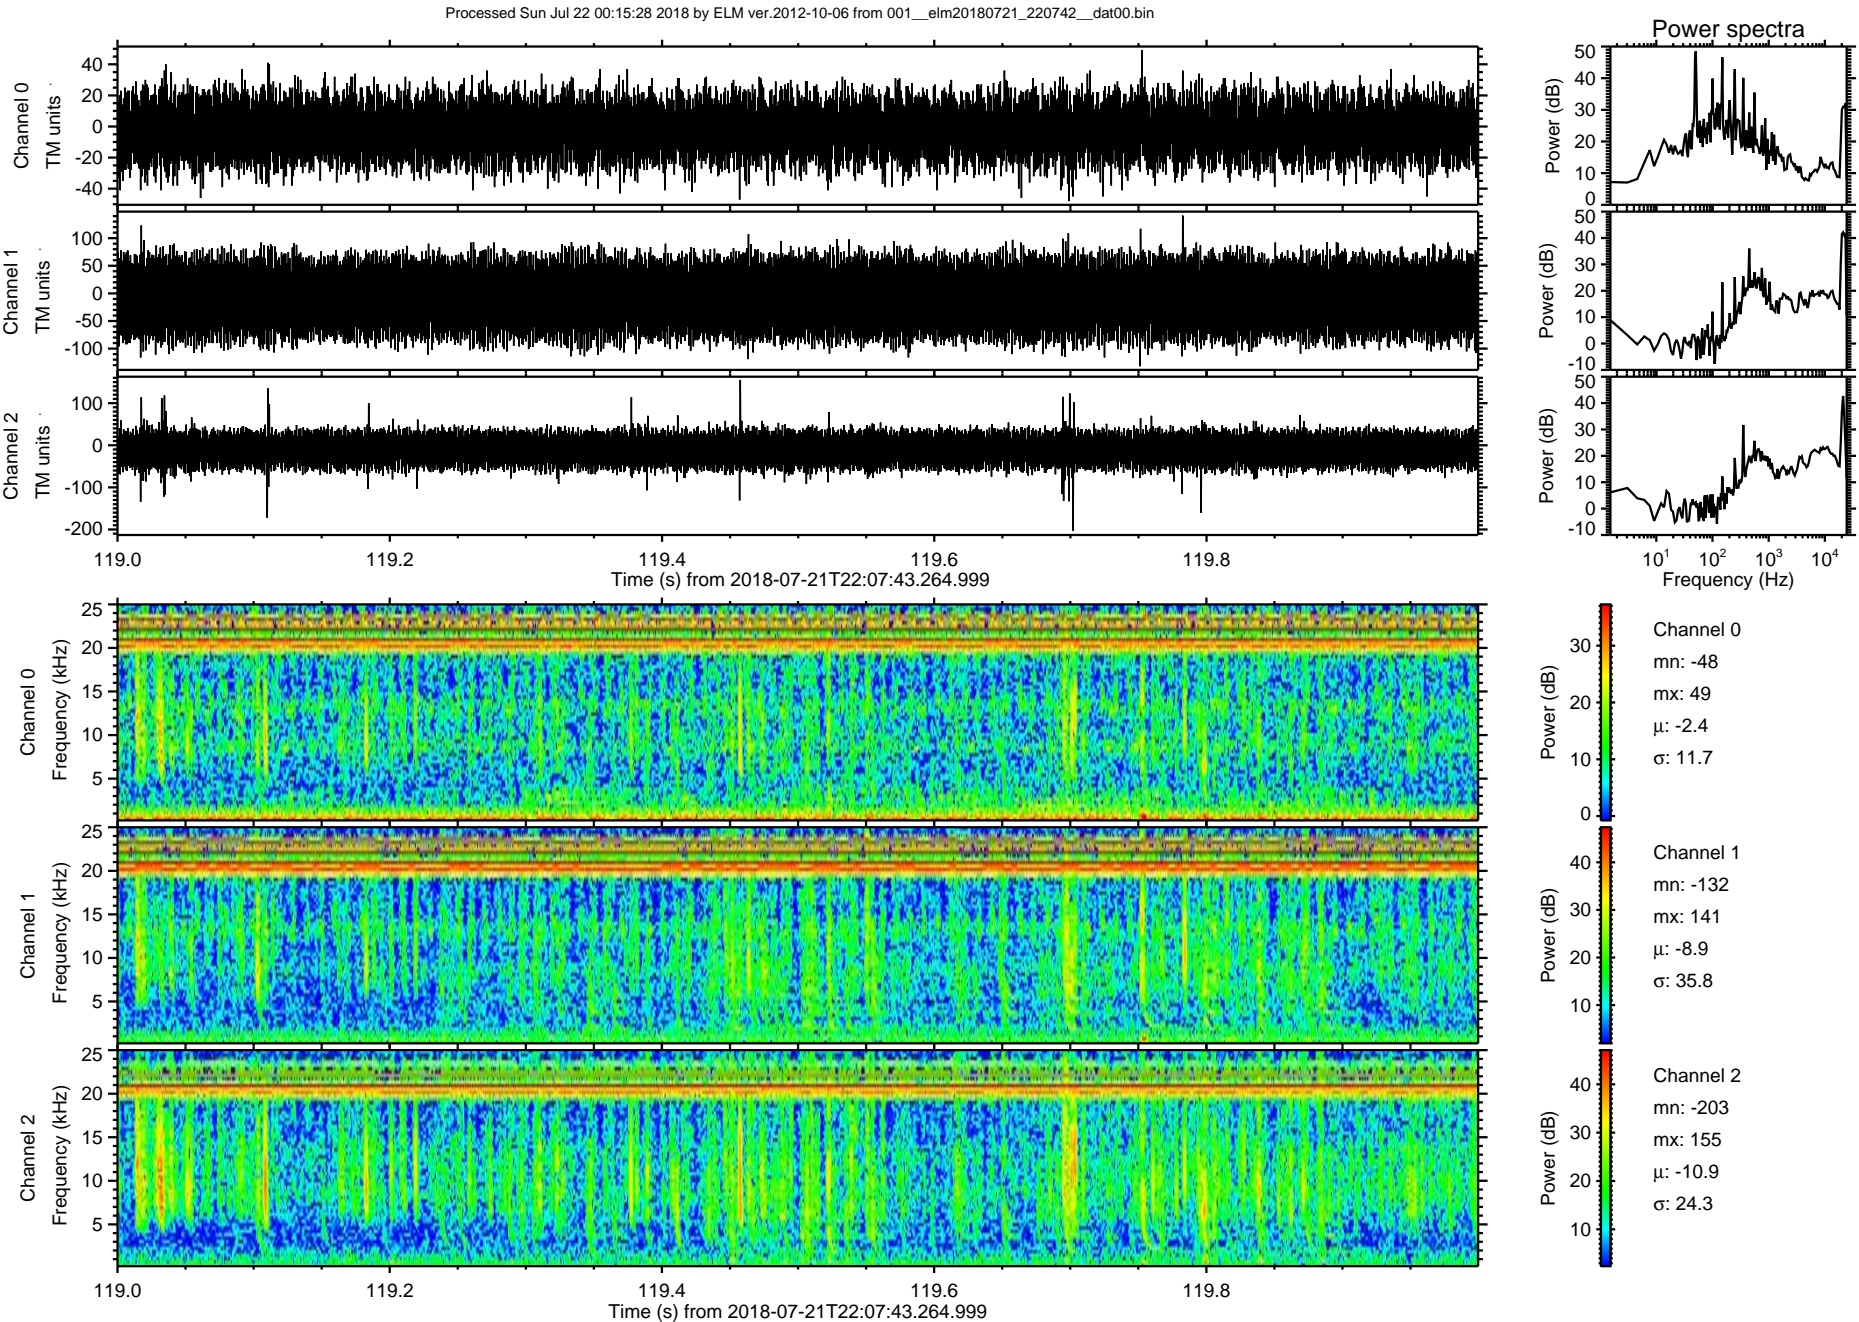 Processed Sun Jul 22 00:15:28 2018 by ELM ver.2012-10-06 from 001__elm20180721_220742__dat00.bin
Power spectra
Channel 0
TM units
40
20
0
-20
-40
Power (dB)
50
40
30
20
10
0
Channel 1
TM units
100
50
0
-50
-100
Power (dB)
50
40
30
20
10
0
-10
Channel 2
TM units
100
0
-100
-200
Power (dB)
50
40
30
20
10
0
-10
119.0 119.2 119.4 119.6 119.8
Time (s) from 2018-07-21T22:07:43.264.999
10¹ 10² 10³ 10⁴
Frequency (Hz)
Channel 0
Frequency (kHz)
25
20
15
10
5
Power (dB)
30
20
10
0
Channel 0
mn: -48
mx: 49
μ: -2.4
σ: 11.7
Channel 1
Frequency (kHz)
25
20
15
10
5
Power (dB)
40
30
20
10
Channel 1
mn: -132
mx: 141
μ: -8.9
σ: 35.8
Channel 2
Frequency (kHz)
25
20
15
10
5
Power (dB)
40
30
20
10
Channel 2
mn: -203
mx: 155
μ: -10.9
σ: 24.3
119.0 119.2 119.4 119.6 119.8
Time (s) from 2018-07-21T22:07:43.264.999